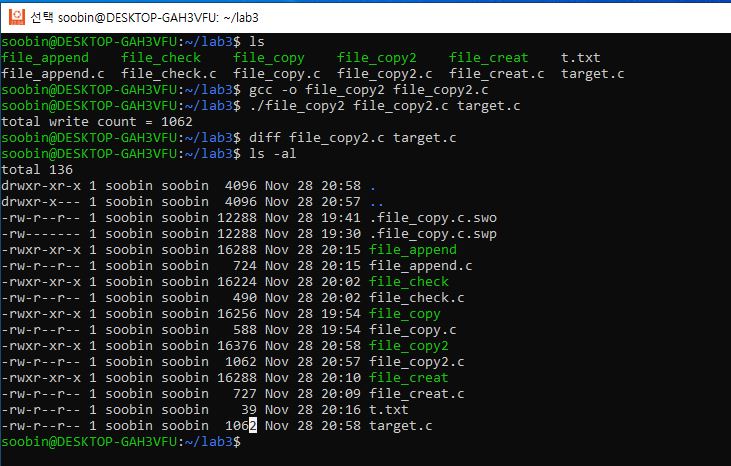 선택 soobin@DESKTOP-GAH3VFU: ~/lab3
soobin@DESKTOP-GAH3VFU:~/lab3$ ls
file_append    file_check    file_copy    file_copy2    file_creat    t.txt
file_append.c  file_check.c  file_copy.c  file_copy2.c  file_creat.c  target.c
soobin@DESKTOP-GAH3VFU:~/lab3$ gcc -o file_copy2 file_copy2.c
soobin@DESKTOP-GAH3VFU:~/lab3$ ./file_copy2 file_copy2.c target.c
total write count = 1062
soobin@DESKTOP-GAH3VFU:~/lab3$ diff file_copy2.c target.c
soobin@DESKTOP-GAH3VFU:~/lab3$ ls -al
total 136
drwxr-xr-x 1 soobin soobin  4096 Nov 28 20:58 .
drwxr-x--- 1 soobin soobin  4096 Nov 28 20:57 ..
-rw-r--r-- 1 soobin soobin 12288 Nov 28 19:41 .file_copy.c.swo
-rw------- 1 soobin soobin 12288 Nov 28 19:30 .file_copy.c.swp
-rwxr-xr-x 1 soobin soobin 16288 Nov 28 20:15 file_append
-rw-r--r-- 1 soobin soobin   724 Nov 28 20:15 file_append.c
-rwxr-xr-x 1 soobin soobin 16224 Nov 28 20:02 file_check
-rw-r--r-- 1 soobin soobin   490 Nov 28 20:02 file_check.c
-rwxr-xr-x 1 soobin soobin 16256 Nov 28 19:54 file_copy
-rw-r--r-- 1 soobin soobin   588 Nov 28 19:54 file_copy.c
-rwxr-xr-x 1 soobin soobin 16376 Nov 28 20:58 file_copy2
-rw-r--r-- 1 soobin soobin  1062 Nov 28 20:57 file_copy2.c
-rwxr-xr-x 1 soobin soobin 16288 Nov 28 20:10 file_creat
-rw-r--r-- 1 soobin soobin   727 Nov 28 20:09 file_creat.c
-rw-r--r-- 1 soobin soobin    39 Nov 28 20:16 t.txt
-rw-r--r-- 1 soobin soobin  1062 Nov 28 20:58 target.c
soobin@DESKTOP-GAH3VFU:~/lab3$